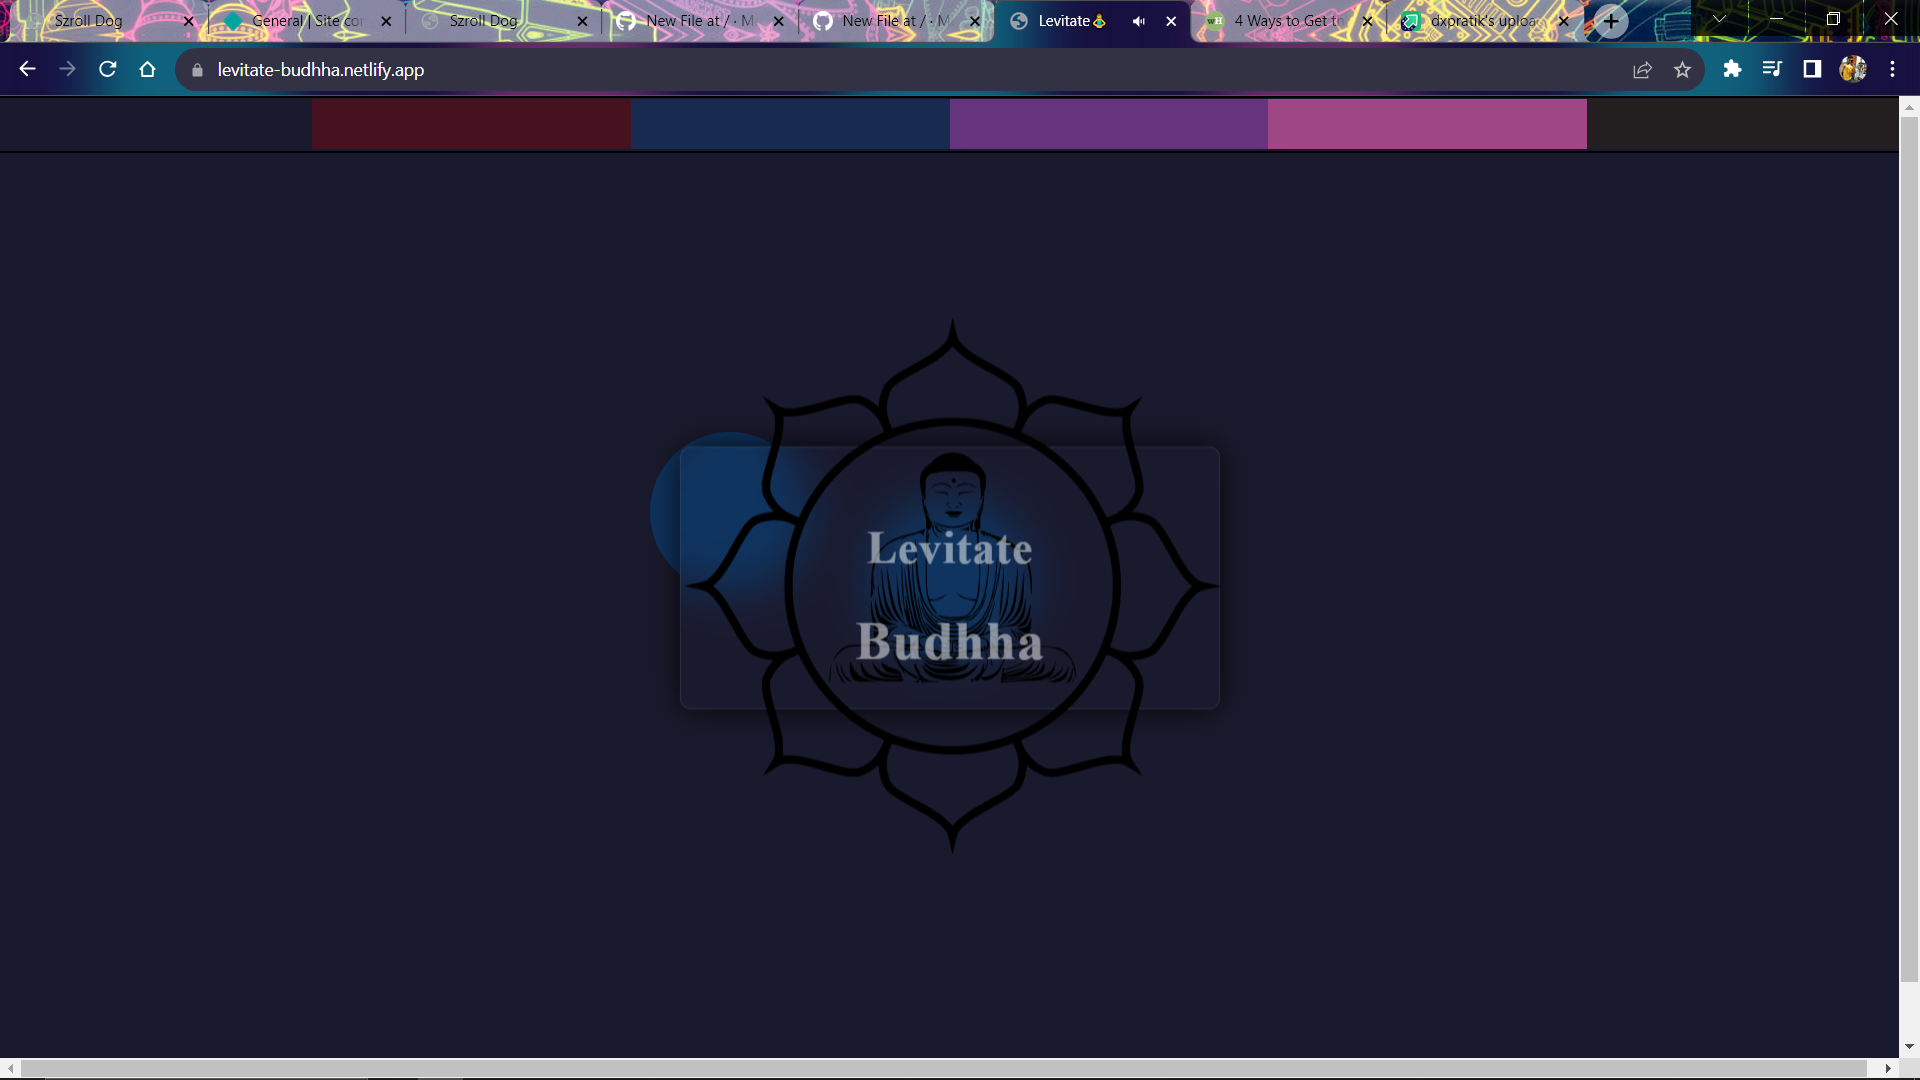 Szroll Dog
General | Site co
Szroll Dog
New File at / · M
New File at / · M
Levitate
4 Ways to Get t
dxpratik's uploa
levitate-budhha.netlify.app
Levitate
Budhha